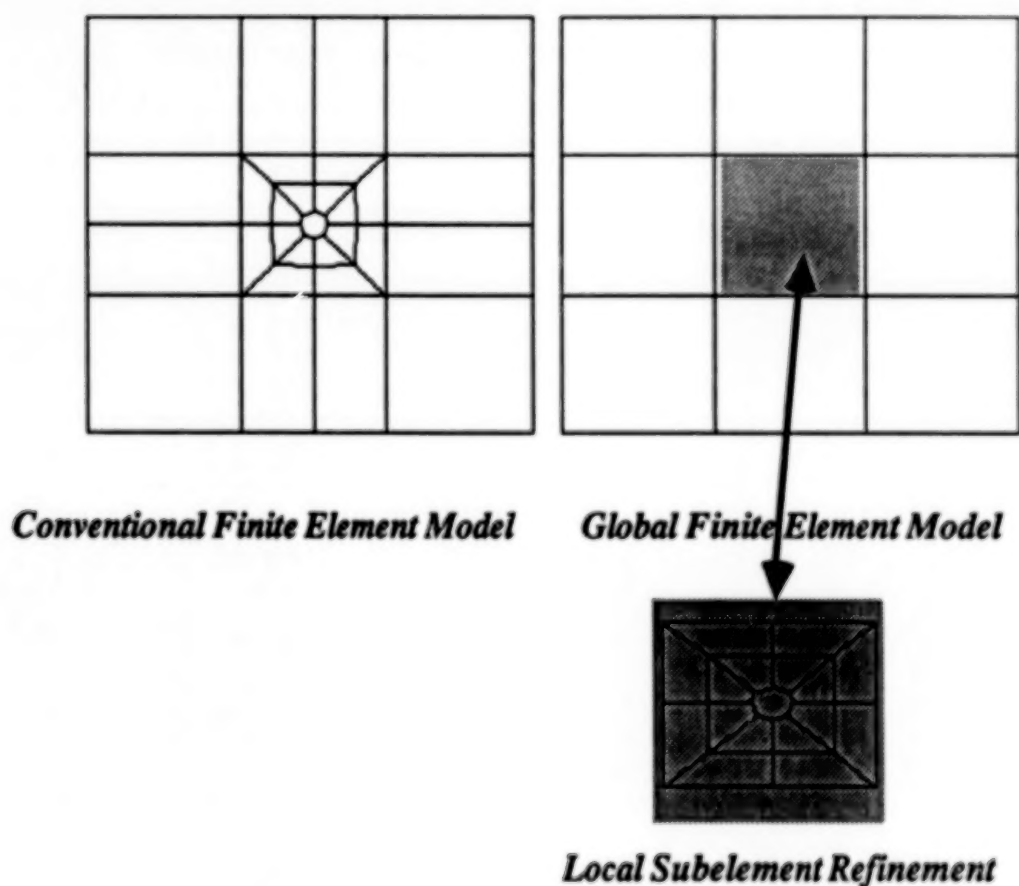 Conventional Finite Element Model
Global Finite Element Model
Local Subelement Refinement